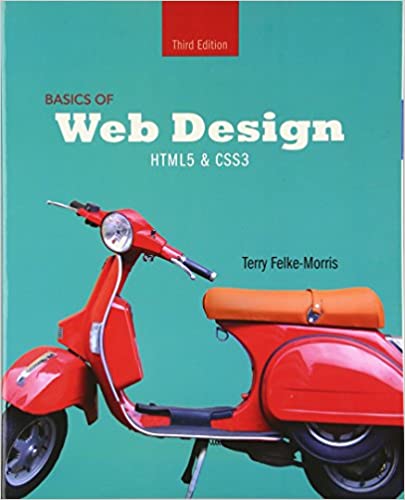 Third Edition
BASICS OF
Web Design
HTML5 & CSS3
Terry Felke-Morris